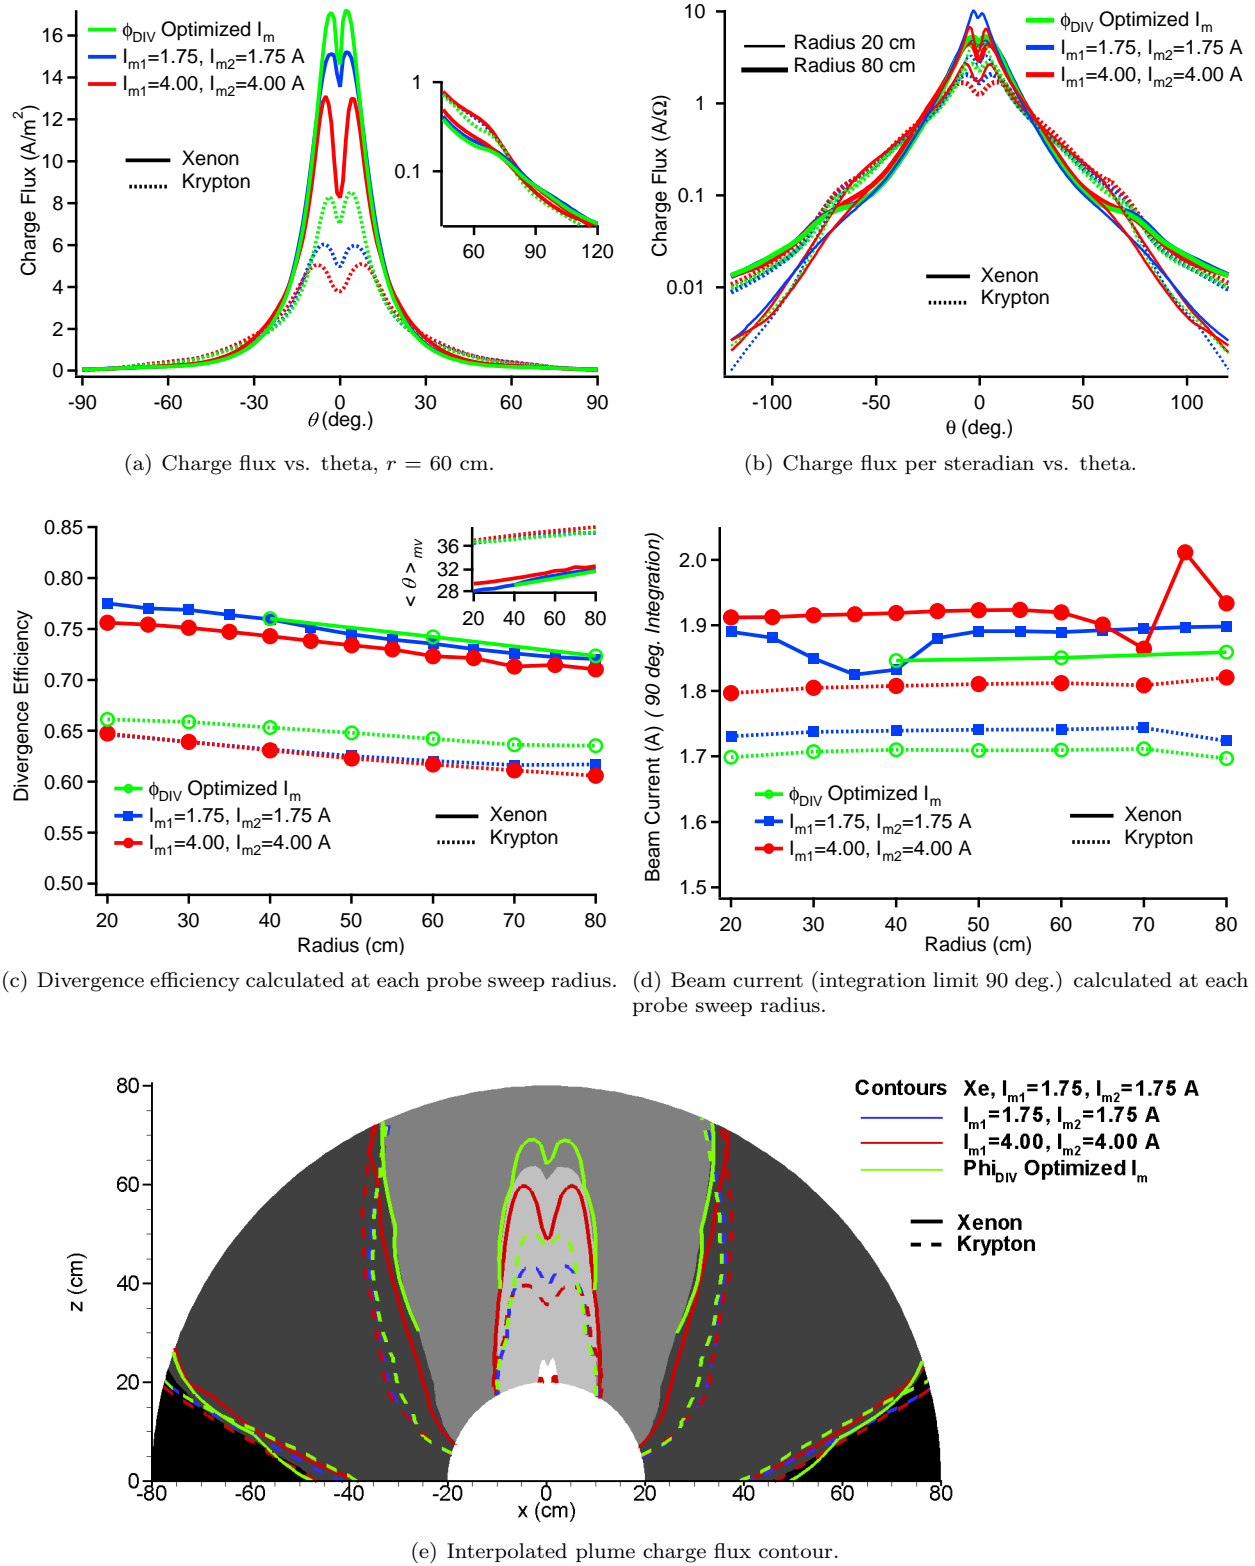 Charge Flux (A/m²)
16
14
12
10
8
6
4
2
0
-90
-60
-30
0
30
60
90
θ (deg.)
ϕDIV Optimized Im
Im1=1.75, Im2=1.75 A
Im1=4.00, Im2=4.00 A
Xenon
Krypton
1
0.1
60
90
120
(a) Charge flux vs. theta, r = 60 cm.
Charge Flux (A/Ω)
10
1
0.1
0.01
-100
-50
0
50
100
θ (deg.)
Radius 20 cm
Radius 80 cm
ϕDIV Optimized Im
Im1=1.75, Im2=1.75 A
Im1=4.00, Im2=4.00 A
Xenon
Krypton
(b) Charge flux per steradian vs. theta.
Divergence Efficiency
0.85
0.80
0.75
0.70
0.65
0.60
0.55
0.50
20
30
40
50
60
70
80
Radius (cm)
< θ >mv
36
32
28
20
40
60
80
ϕDIV Optimized Im
Im1=1.75, Im2=1.75 A
Im1=4.00, Im2=4.00 A
Xenon
Krypton
(c) Divergence efficiency calculated at each probe sweep radius.
Beam Current (A) ( 90 deg. Integration)
2.0
1.9
1.8
1.7
1.6
1.5
20
30
40
50
60
70
80
Radius (cm)
ϕDIV Optimized Im
Im1=1.75, Im2=1.75 A
Im1=4.00, Im2=4.00 A
Xenon
Krypton
(d) Beam current (integration limit 90 deg.) calculated at each
probe sweep radius.
z (cm)
80
60
40
20
0
-80
-60
-40
-20
0
20
40
60
80
x (cm)
Contours Xe, Im1=1.75, Im2=1.75 A
Im1=1.75, Im2=1.75 A
Im1=4.00, Im2=4.00 A
PhiDIV Optimized Im
Xenon
Krypton
(e) Interpolated plume charge flux contour.